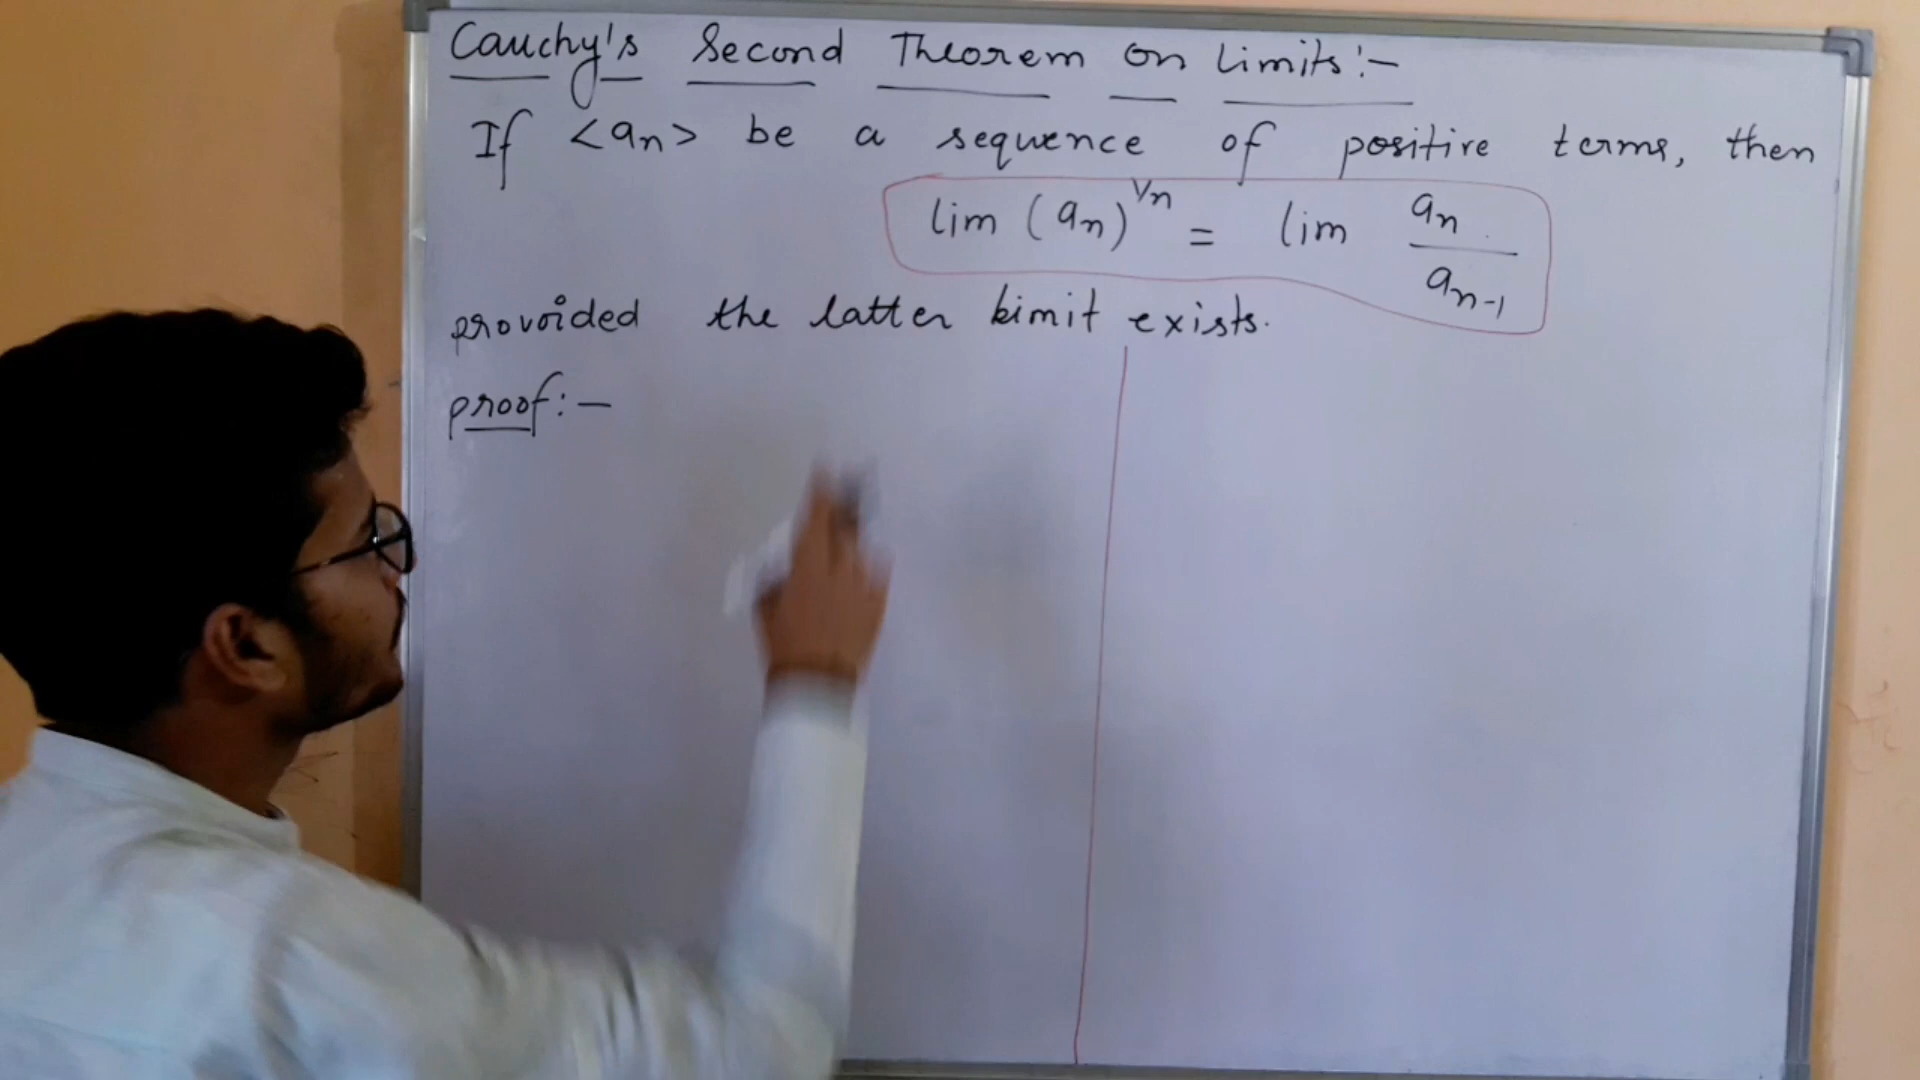 Cauchy's Second Theorem on Limits:-
If <an> be a sequence of positive terms, then
lim (an)^1/n = lim an/an-1
provoided the latter limit exists.
proof:-